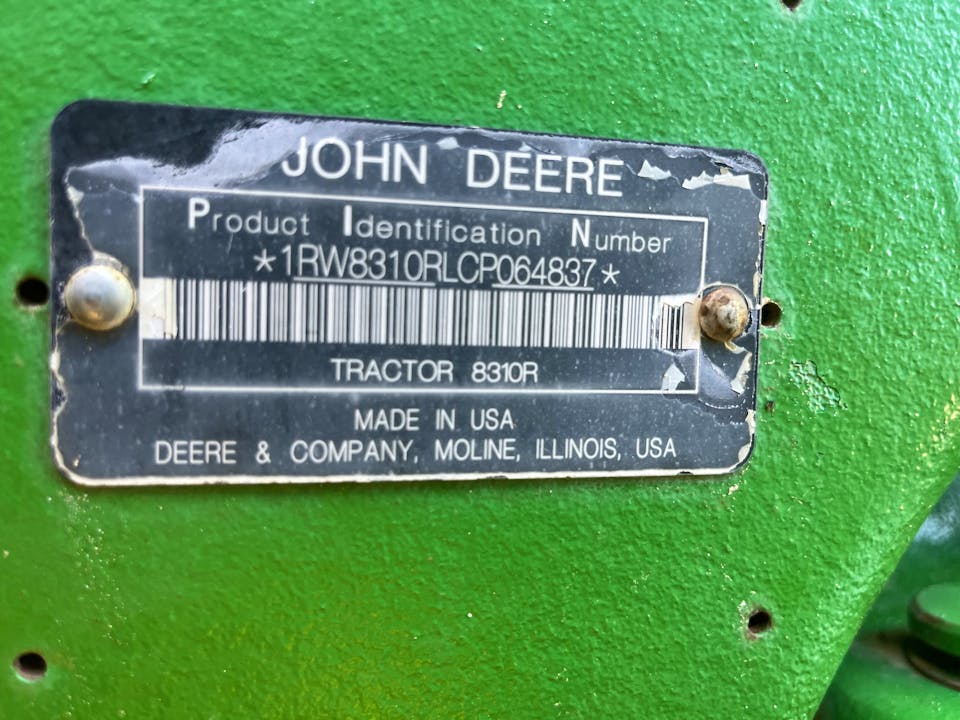 JOHN DEERE
Product Identification Number
*1RW8310RLCP064837*
TRACTOR 8310R
MADE IN USA
DEERE & COMPANY, MOLINE, ILLINOIS, USA